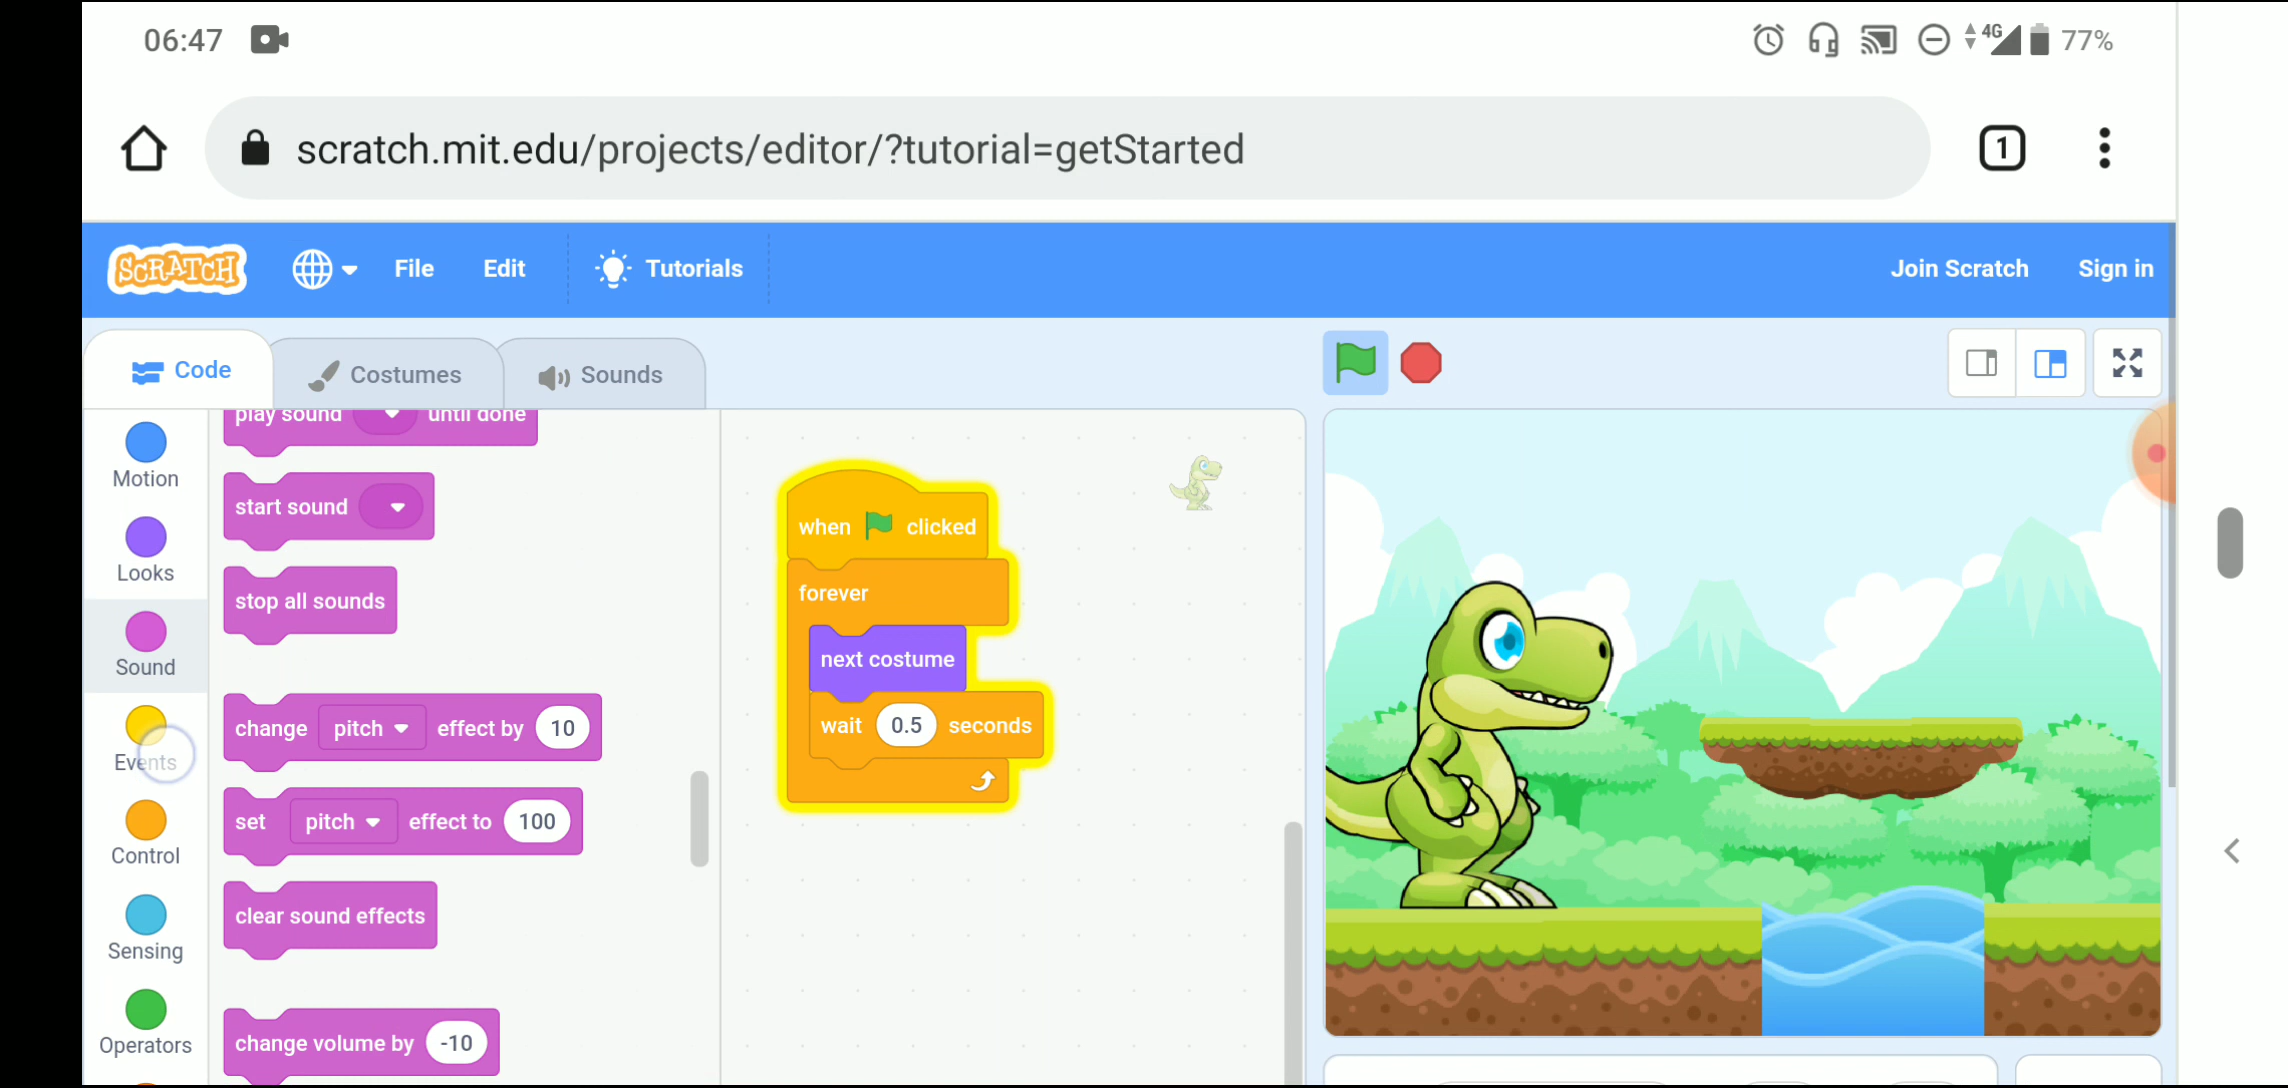 06:47
4G 77%
scratch.mit.edu/projects/editor/?tutorial=getStarted
1
SCRATCH File Edit Tutorials Join Scratch Sign in
Code Costumes Sounds
Motion
Looks
Sound
Events
Control
Sensing
Operators
play sound until done
start sound
stop all sounds
change pitch effect by 10
set pitch effect to 100
clear sound effects
change volume by -10
when clicked
forever
next costume
wait 0.5 seconds